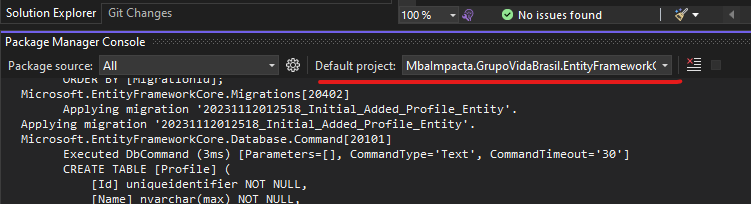 Solution Explorer Git Changes
100 % No issues found
Package Manager Console
Package source: All Default project: MbaImpacta.GrupoVidaBrasil.EntityFrameworkC
ORDER BY [MigrationId];
Microsoft.EntityFrameworkCore.Migrations[20402]
Applying migration '20231112012518_Initial_Added_Profile_Entity'.
Applying migration '20231112012518_Initial_Added_Profile_Entity'.
Microsoft.EntityFrameworkCore.Database.Command[20101]
Executed DbCommand (3ms) [Parameters=[], CommandType='Text', CommandTimeout='30']
CREATE TABLE [Profile] (
[Id] uniqueidentifier NOT NULL,
[Name] nvarchar(max) NOT NULL,